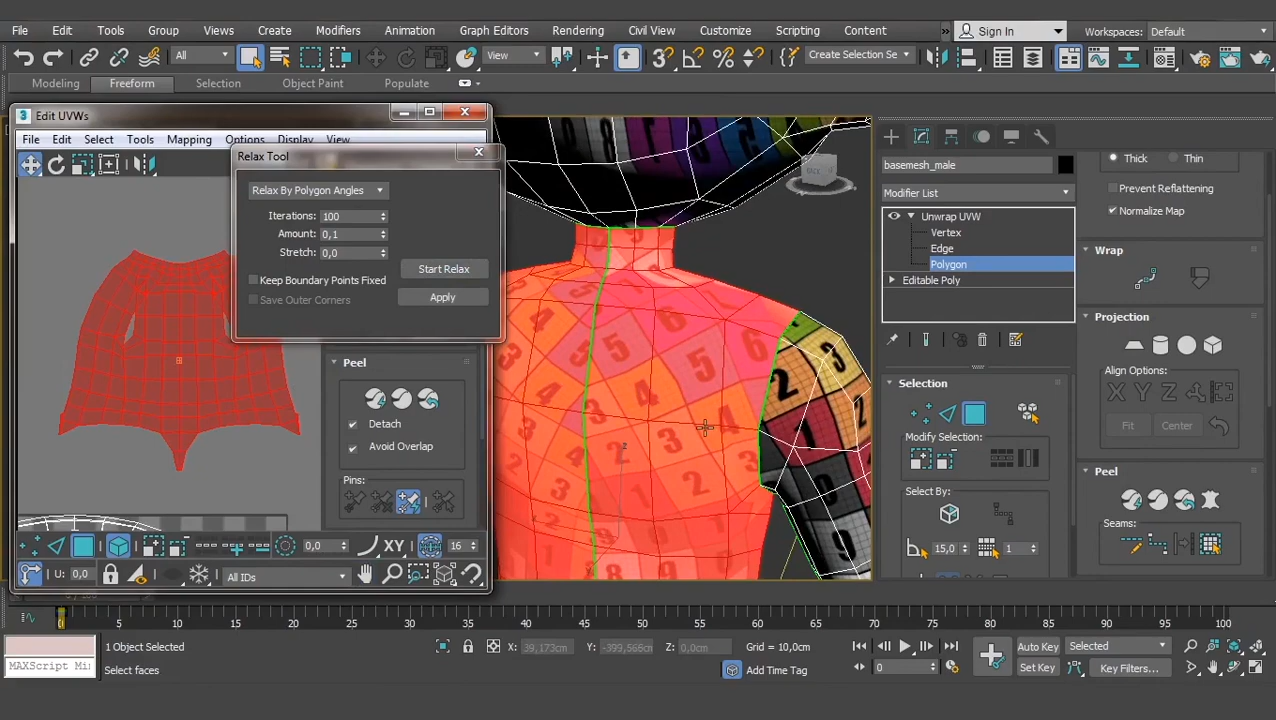 File Edit Tools Group Views Create Modifiers Animation Graph Editors Rendering Civil View Customize Scripting Content » Sign In Workspaces: Default
All View Create Selection Se
Modeling Freeform Selection Object Paint Populate
3 Edit UVWs
File Edit Select Tools Mapping Options Display View
Relax Tool
Relax By Polygon Angles
Iterations: 100
Amount: 0,1
Stretch: 0,0
Keep Boundary Points Fixed
Start Relax
Save Outer Corners
Apply
Peel
Detach
Avoid Overlap
Pins:
0,0 XY 16
U: 0,0 All IDs
basemesh_male
Modifier List
Unwrap UVW
Vertex
Edge
Polygon
Editable Poly
Selection
Modify Selection:
Select By:
15,0 1
Thick Thin
Prevent Reflattening
Normalize Map
Wrap
Projection
Align Options:
X Y Z
Fit Center
Peel
Seams:
0 5 10 15 20 25 30 35 40 45 50 55 60 65 70 75 80 85 90 95 100
1 Object Selected X: 39,173cm Y: -399,566cm Z: 0,0cm Grid = 10,0cm Auto Key Selected
MAXScript Mi Select faces Add Time Tag 0 Set Key Key Filters...